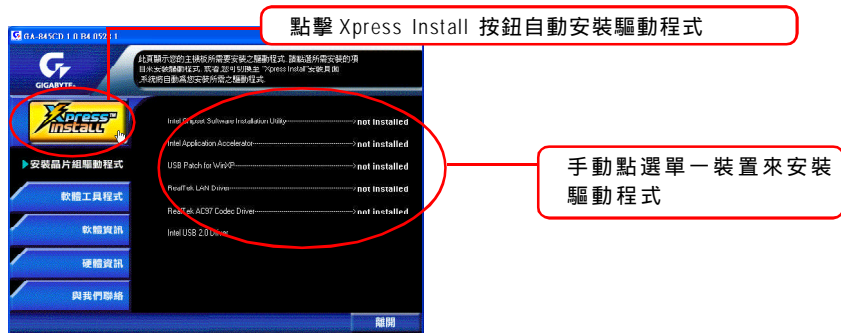 點擊 Xpress Install 按鈕自動安裝驅動程式
GA-845CD 1.0 B4.0523.1
此頁顯示您的主機板所需要安裝之驅動程式. 請點選所需安裝的項
目來安裝驅動程式. 或者,您可切換至 "Xpress Install"安裝頁面
,系統將自動為您安裝所需之驅動程式.
GIGABYTE
Xpress™
Install
Intel Chipset Software Installation Utility > not installed
Intel Application Accelerator > not installed
USB Patch for WinXP > not installed
RealTek LAN Driver > not installed
RealTek AC97 Codec Driver > not installed
Intel USB 2.0 Driver
安裝晶片組驅動程式
軟體工具程式
軟體資訊
硬體資訊
與我們聯絡
離開
手動點選單一裝置來安裝
驅動程式